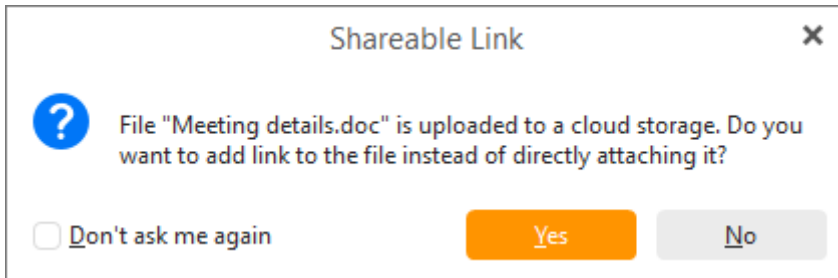 Shareable Link
File "Meeting details.doc" is uploaded to a cloud storage. Do you
want to add link to the file instead of directly attaching it?
Don't ask me again
Yes
No